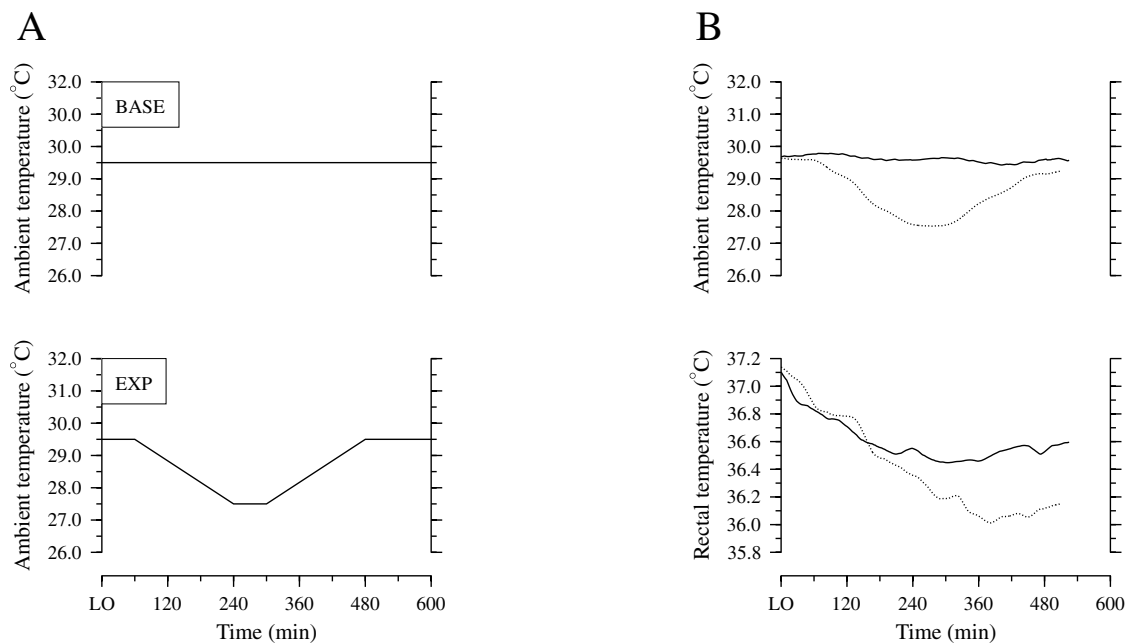 A
Ambient temperature (°C)
32.0
30.0
30.0
29.0
28.0
27.0
26.0
BASE
Ambient temperature (°C)
32.0
31.0
30.0
29.0
28.0
27.0
26.0
EXP
LO 120 240 360 480 600
Time (min)
B
Ambient temperature (°C)
32.0
31.0
30.0
29.0
28.0
27.0
26.0
Rectal temperature (°C)
37.2
37.0
36.8
36.6
36.4
36.2
36.0
35.8
LO 120 240 360 480 600
Time (min)